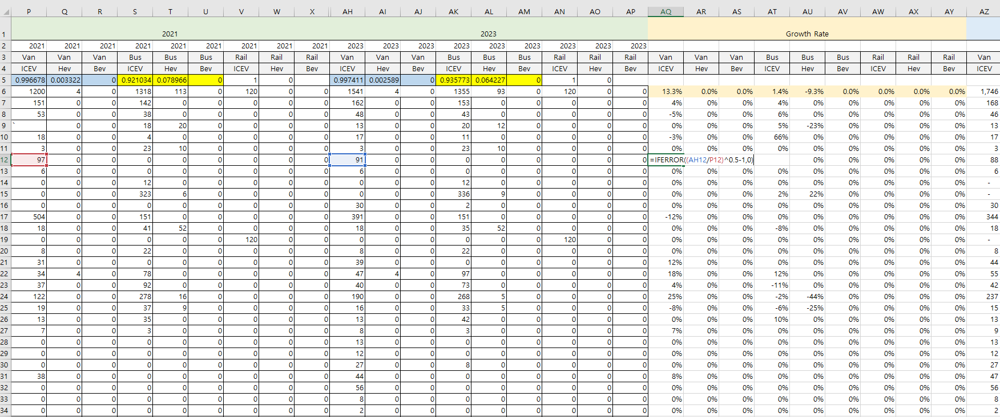 P Q R S T U V W X AH AI AJ AK AL AM AN AO AP AQ AR AS AT AU AV AW AX AY AZ
1 2021 2023 Growth Rate
2 2021 2021 2021 2021 2021 2021 2021 2021 2021 2023 2023 2023 2023 2023 2023 2023 2023 2023
3 Van Van Van Bus Bus Bus Rail Rail Rail Van Van Van Bus Bus Bus Rail Rail Rail Van Van Van Bus Bus Bus Rail Rail Rail Van
4 ICEV Hev Bev ICEV Hev Bev ICEV Hev Bev ICEV Hev Bev ICEV Hev Bev ICEV Hev Bev ICEV Hev Bev ICEV Hev Bev ICEV Hev Bev ICEV
5 0.996678 0.003322 0 0.921034 0.078966 0 1 0 0.997411 0.002589 0 0.935773 0.064227 0 1 0
6 1200 4 0 1318 113 0 120 0 0 1541 4 0 1355 93 0 120 0 0 13.3% 0.0% 0.0% 1.4% -9.3% 0.0% 0.0% 0.0% 0.0% 1,746
7 151 0 0 142 0 0 0 0 0 162 0 0 153 0 0 0 0 0 4% 0% 0% 4% 0% 0% 0% 0% 0% 168
8 53 0 0 38 0 0 0 0 0 48 0 0 43 0 0 0 0 0 -5% 0% 0% 6% 0% 0% 0% 0% 0% 46
9 ` 0 0 18 20 0 0 0 0 13 0 0 20 12 0 0 0 0 0% 0% 0% 5% -23% 0% 0% 0% 0% 13
10 18 0 0 4 0 0 0 0 0 17 0 0 11 0 0 0 0 0 -3% 0% 0% 66% 0% 0% 0% 0% 0% 17
11 3 0 0 23 10 0 0 0 0 3 0 0 23 10 0 0 0 0 0% 0% 0% 0% 0% 0% 0% 0% 0% 3
12 97 0 0 0 0 0 0 0 0 91 0 0 0 0 0 0 0 0 =IFERROR((AH12/P12)^0.5-1,0) 0% 0% 0% 0% 0% 88
13 6 0 0 0 0 0 0 0 0 6 0 0 0 0 0 0 0 0 0% 0% 0% 0% 0% 0% 0% 0% 0% 6
14 0 0 0 12 0 0 0 0 0 0 0 0 12 0 0 0 0 0 0% 0% 0% 0% 0% 0% 0% 0% 0% -
15 0 0 0 323 6 0 0 0 0 0 0 0 336 9 0 0 0 0 0% 0% 0% 2% 22% 0% 0% 0% 0% -
16 0 0 0 0 0 0 0 0 0 30 0 0 2 0 0 0 0 0 0% 0% 0% 0% 0% 0% 0% 0% 0% 30
17 504 0 0 151 0 0 0 0 0 391 0 0 151 0 0 0 0 0 -12% 0% 0% 0% 0% 0% 0% 0% 0% 344
18 18 0 0 41 52 0 0 0 0 18 0 0 35 52 0 0 0 0 0% 0% 0% -8% 0% 0% 0% 0% 0% 18
19 0 0 0 0 0 0 120 0 0 0 0 0 0 0 0 120 0 0 0% 0% 0% 0% 0% 0% 0% 0% 0% -
20 8 0 0 22 0 0 0 0 0 8 0 0 22 0 0 0 0 0 0% 0% 0% 0% 0% 0% 0% 0% 0% 8
21 31 0 0 0 0 0 0 0 0 39 0 0 0 0 0 0 0 0 12% 0% 0% 0% 0% 0% 0% 0% 0% 44
22 34 4 0 78 0 0 0 0 0 47 4 0 97 0 0 0 0 0 18% 0% 0% 12% 0% 0% 0% 0% 0% 55
23 37 0 0 92 0 0 0 0 0 40 0 0 73 0 0 0 0 0 4% 0% 0% -11% 0% 0% 0% 0% 0% 42
24 122 0 0 278 16 0 0 0 0 190 0 0 268 5 0 0 0 0 25% 0% 0% -2% -44% 0% 0% 0% 0% 237
25 19 0 0 37 9 0 0 0 0 16 0 0 33 5 0 0 0 0 -8% 0% 0% -6% -25% 0% 0% 0% 0% 15
26 13 0 0 35 0 0 0 0 0 13 0 0 42 0 0 0 0 0 0% 0% 0% 10% 0% 0% 0% 0% 0% 13
27 7 0 0 3 0 0 0 0 0 8 0 0 3 0 0 0 0 0 7% 0% 0% 0% 0% 0% 0% 0% 0% 9
28 0 0 0 0 0 0 0 0 0 13 0 0 0 0 0 0 0 0 0% 0% 0% 0% 0% 0% 0% 0% 0% 13
29 0 0 0 0 0 0 0 0 0 12 0 0 0 0 0 0 0 0 0% 0% 0% 0% 0% 0% 0% 0% 0% 12
30 0 0 0 0 0 0 0 0 0 27 0 0 8 0 0 0 0 0 0% 0% 0% 0% 0% 0% 0% 0% 0% 27
31 38 0 0 0 0 0 0 0 0 44 0 0 0 0 0 0 0 0 8% 0% 0% 0% 0% 0% 0% 0% 0% 47
32 0 0 0 0 0 0 0 0 0 56 0 0 0 0 0 0 0 0 0% 0% 0% 0% 0% 0% 0% 0% 0% 56
33 0 0 0 0 0 0 0 0 0 8 0 0 0 0 0 0 0 0 0% 0% 0% 0% 0% 0% 0% 0% 0% 8
34 0 0 0 0 0 0 0 0 0 2 0 0 0 0 0 0 0 0 0% 0% 0% 0% 0% 0% 0% 0% 0% 2